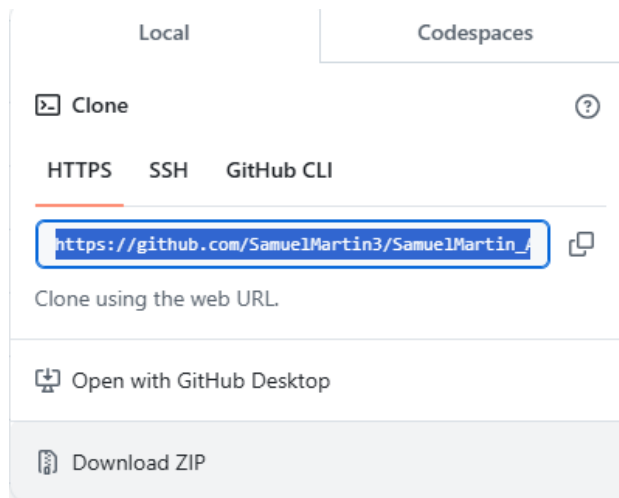 Local Codespaces
Clone
HTTPS SSH GitHub CLI
https://github.com/SamuelMartin3/SamuelMartin_
Clone using the web URL.
Open with GitHub Desktop
Download ZIP